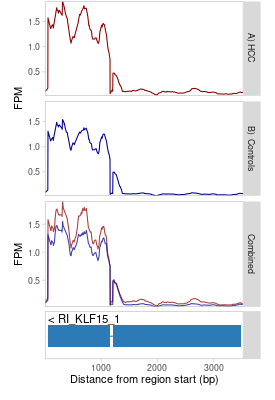 1.5
1.0
0.5
FPM
A) HCC
1.5
1.0
0.5
B) Controls
1.5
1.0
0.5
FPM
Combined
< RI_KLF15_1
1000 2000 3000
Distance from region start (bp)